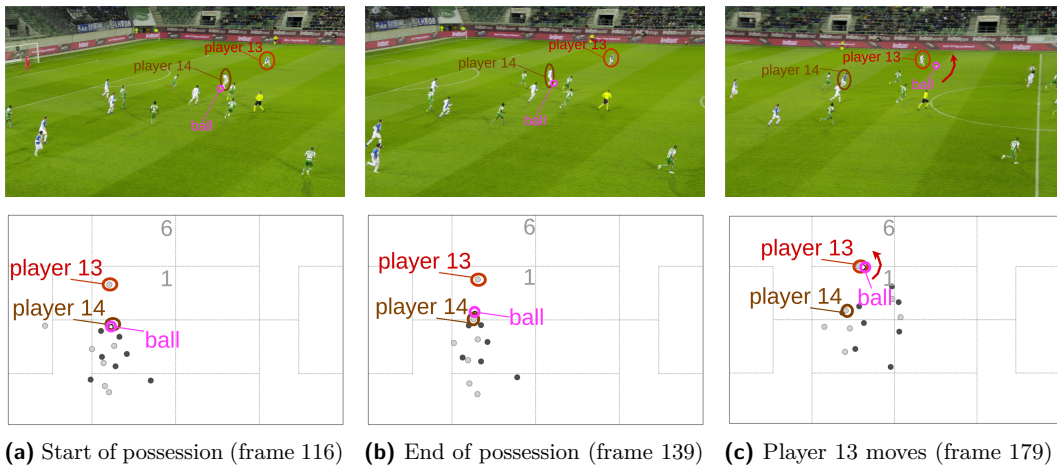 player 13
player 14
ball
player 13
player 14
ball
player 13
player 14
ball
6
player 13
1
player 14
ball
6
player 13
1
player 14
ball
6
player 13
1
player 14
ball
(a) Start of possession (frame 116)
(b) End of possession (frame 139)
(c) Player 13 moves (frame 179)